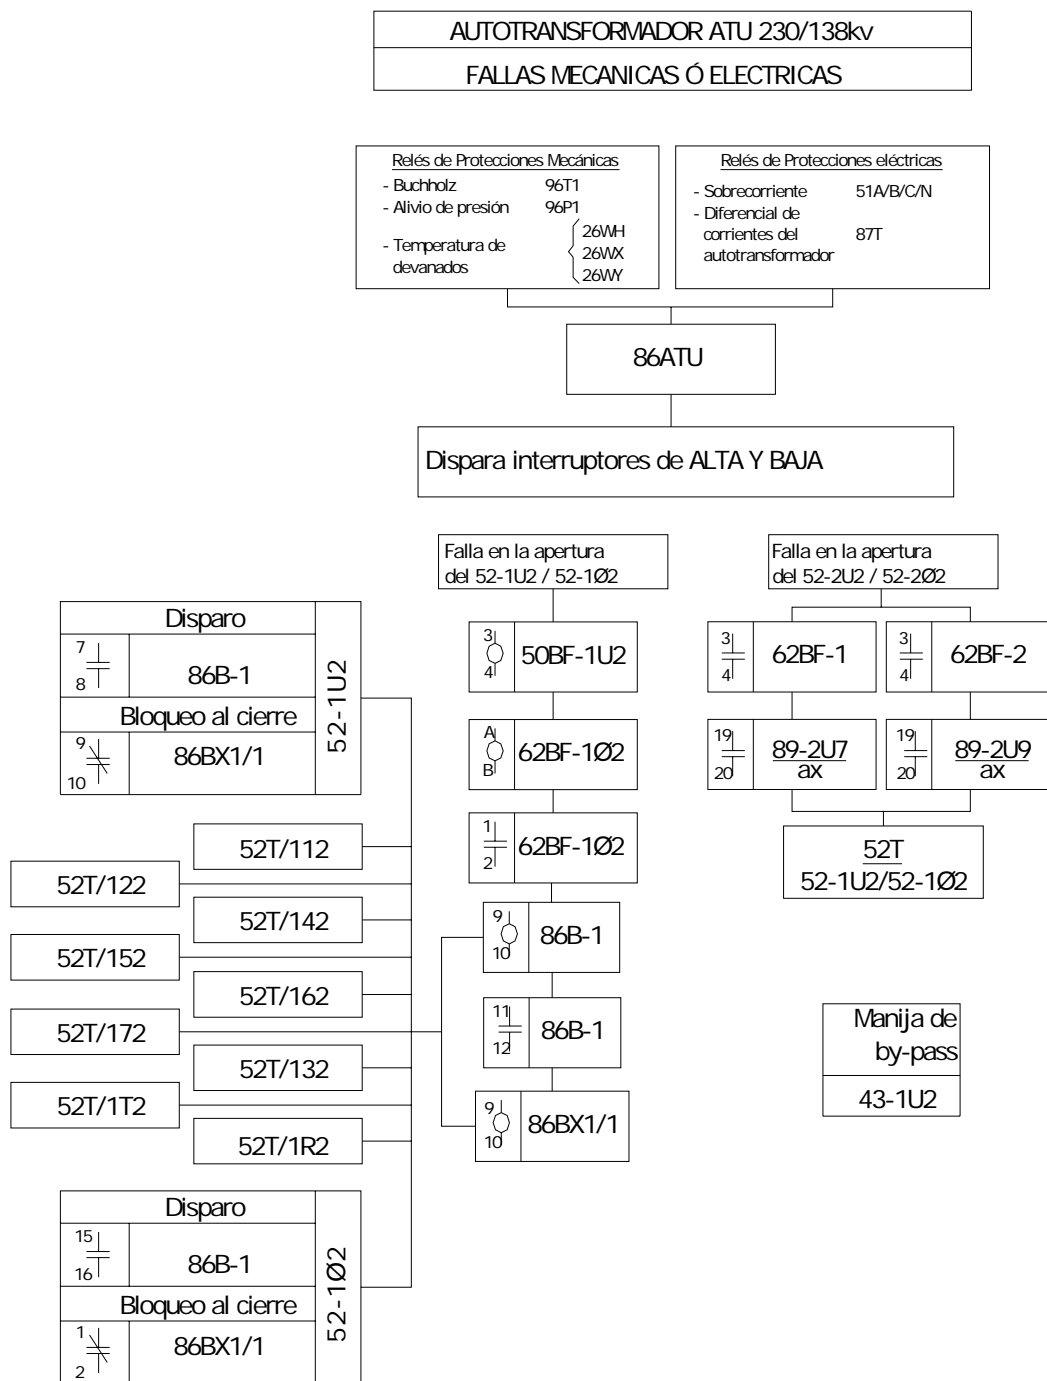 AUTOTRANSFORMADOR ATU 230/138kv
FALLAS MECANICAS Ó ELECTRICAS
Relés de Protecciones Mecánicas
- Buchholz 96T1
- Alivio de presión 96P1
- Temperatura de devanados
26WH
26WX
26WY
Relés de Protecciones eléctricas
- Sobrecorriente 51A/B/C/N
- Diferencial de
corrientes del 87T
autotransformador
86ATU
Dispara interruptores de ALTA Y BAJA
Falla en la apertura
del 52-1U2 / 52-1Ø2
3
4
50BF-1U2
A
B
62BF-1Ø2
1
2
62BF-1Ø2
9
10
86B-1
11
12
86B-1
9
10
86BX1/1
Falla en la apertura
del 52-2U2 / 52-2Ø2
3
4
62BF-1
3
4
62BF-2
19
20
89-2U7
ax
19
20
89-2U9
ax
52T
52-1U2/52-1Ø2
Manija de
by-pass
43-1U2
Disparo
7
8
86B-1
Bloqueo al cierre
9
10
86BX1/1
52-1U2
52T/112
52T/122
52T/142
52T/152
52T/162
52T/172
52T/132
52T/1T2
52T/1R2
Disparo
15
16
86B-1
Bloqueo al cierre
1
2
86BX1/1
52-1Ø2